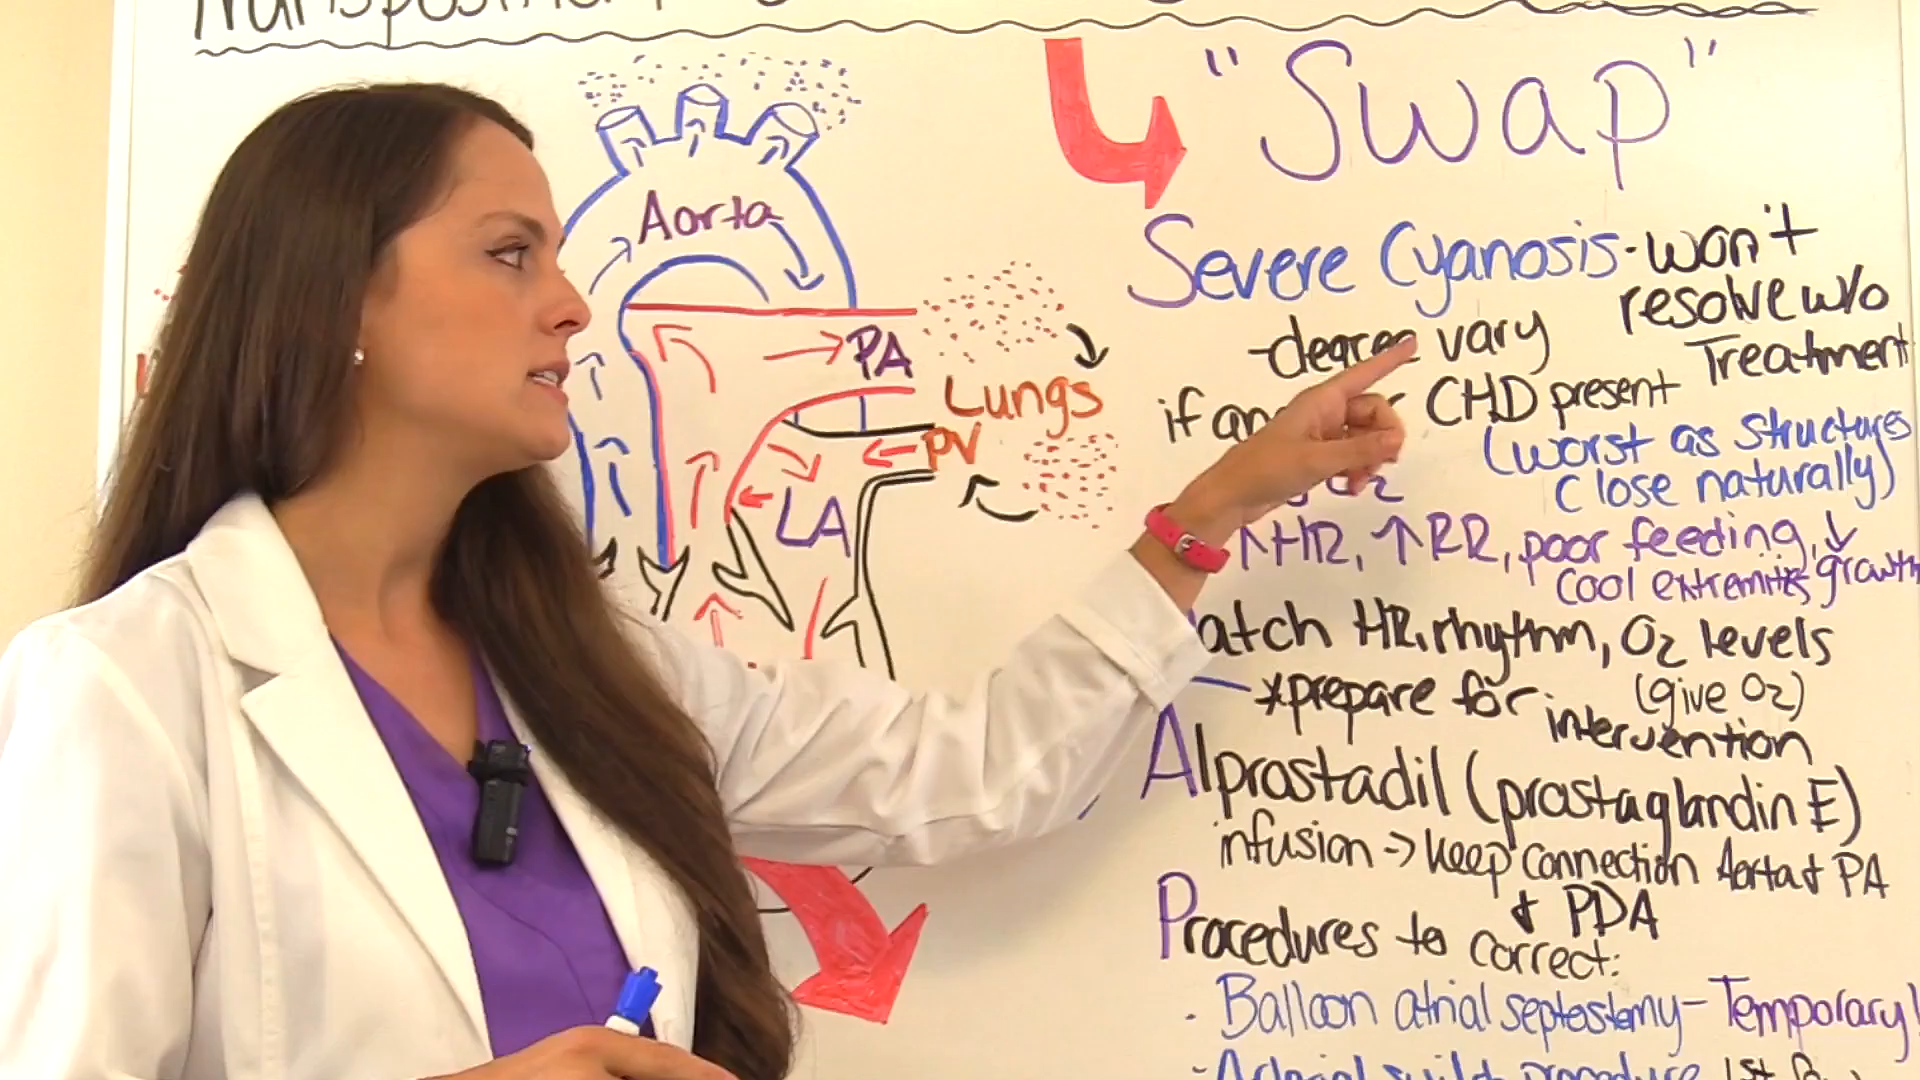 "Swap"
Aorta
PA
Lungs
PV
LA
Severe Cyanosis - won't
resolve w/o
Treatment
- degree vary
if CHD present
(worst as structures
close naturally)
↑HR, ↑RR, poor feeding, ↓
growth
cool extremities
atch HR, rhythm, O2 levels
(give O2)
*prepare for intervention
Alprostadil (prostaglandin E)
infusion -> keep connection Aorta & PA
& PDA
Procedures to correct:
- Balloon atrial septostomy - Temporary!